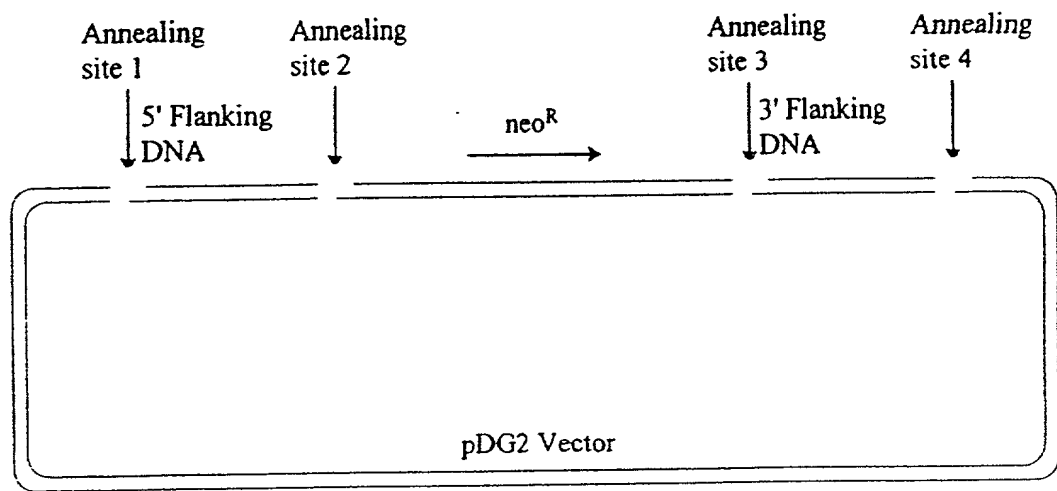 Annealing
site 1
Annealing
site 2
Annealing
site 3
Annealing
site 4
5' Flanking
DNA
neoR
3' Flanking
DNA
pDG2 Vector